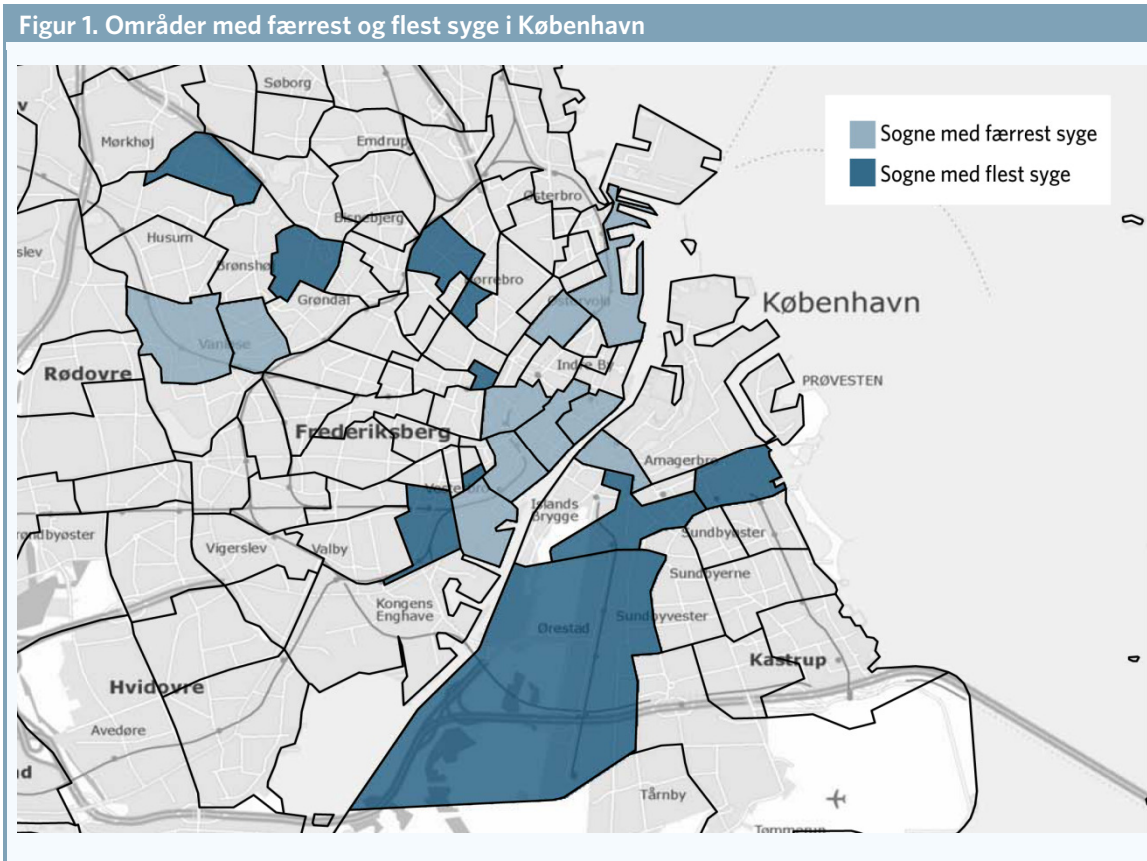 Figur 1. Områder med færrest og flest syge i København
Sogne med færrest syge
Sogne med flest syge
Søborg
Mørkhøj
Emdrup
Østerbro
Bispebjerg
Husum
Brønshøj
Nørrebro
Grøndal
København
Vanløse
Indre By
Rødovre
PRØVESTEN
Frederiksberg
Amagerbro
Vesterbro
Islands
Brygge
Sundbyøster
Vigerslev
Valby
Sundbyerne
Kongens
Enghave
Ørestad
Sundbyvester
Kastrup
Hvidovre
Avedøre
Tårnby